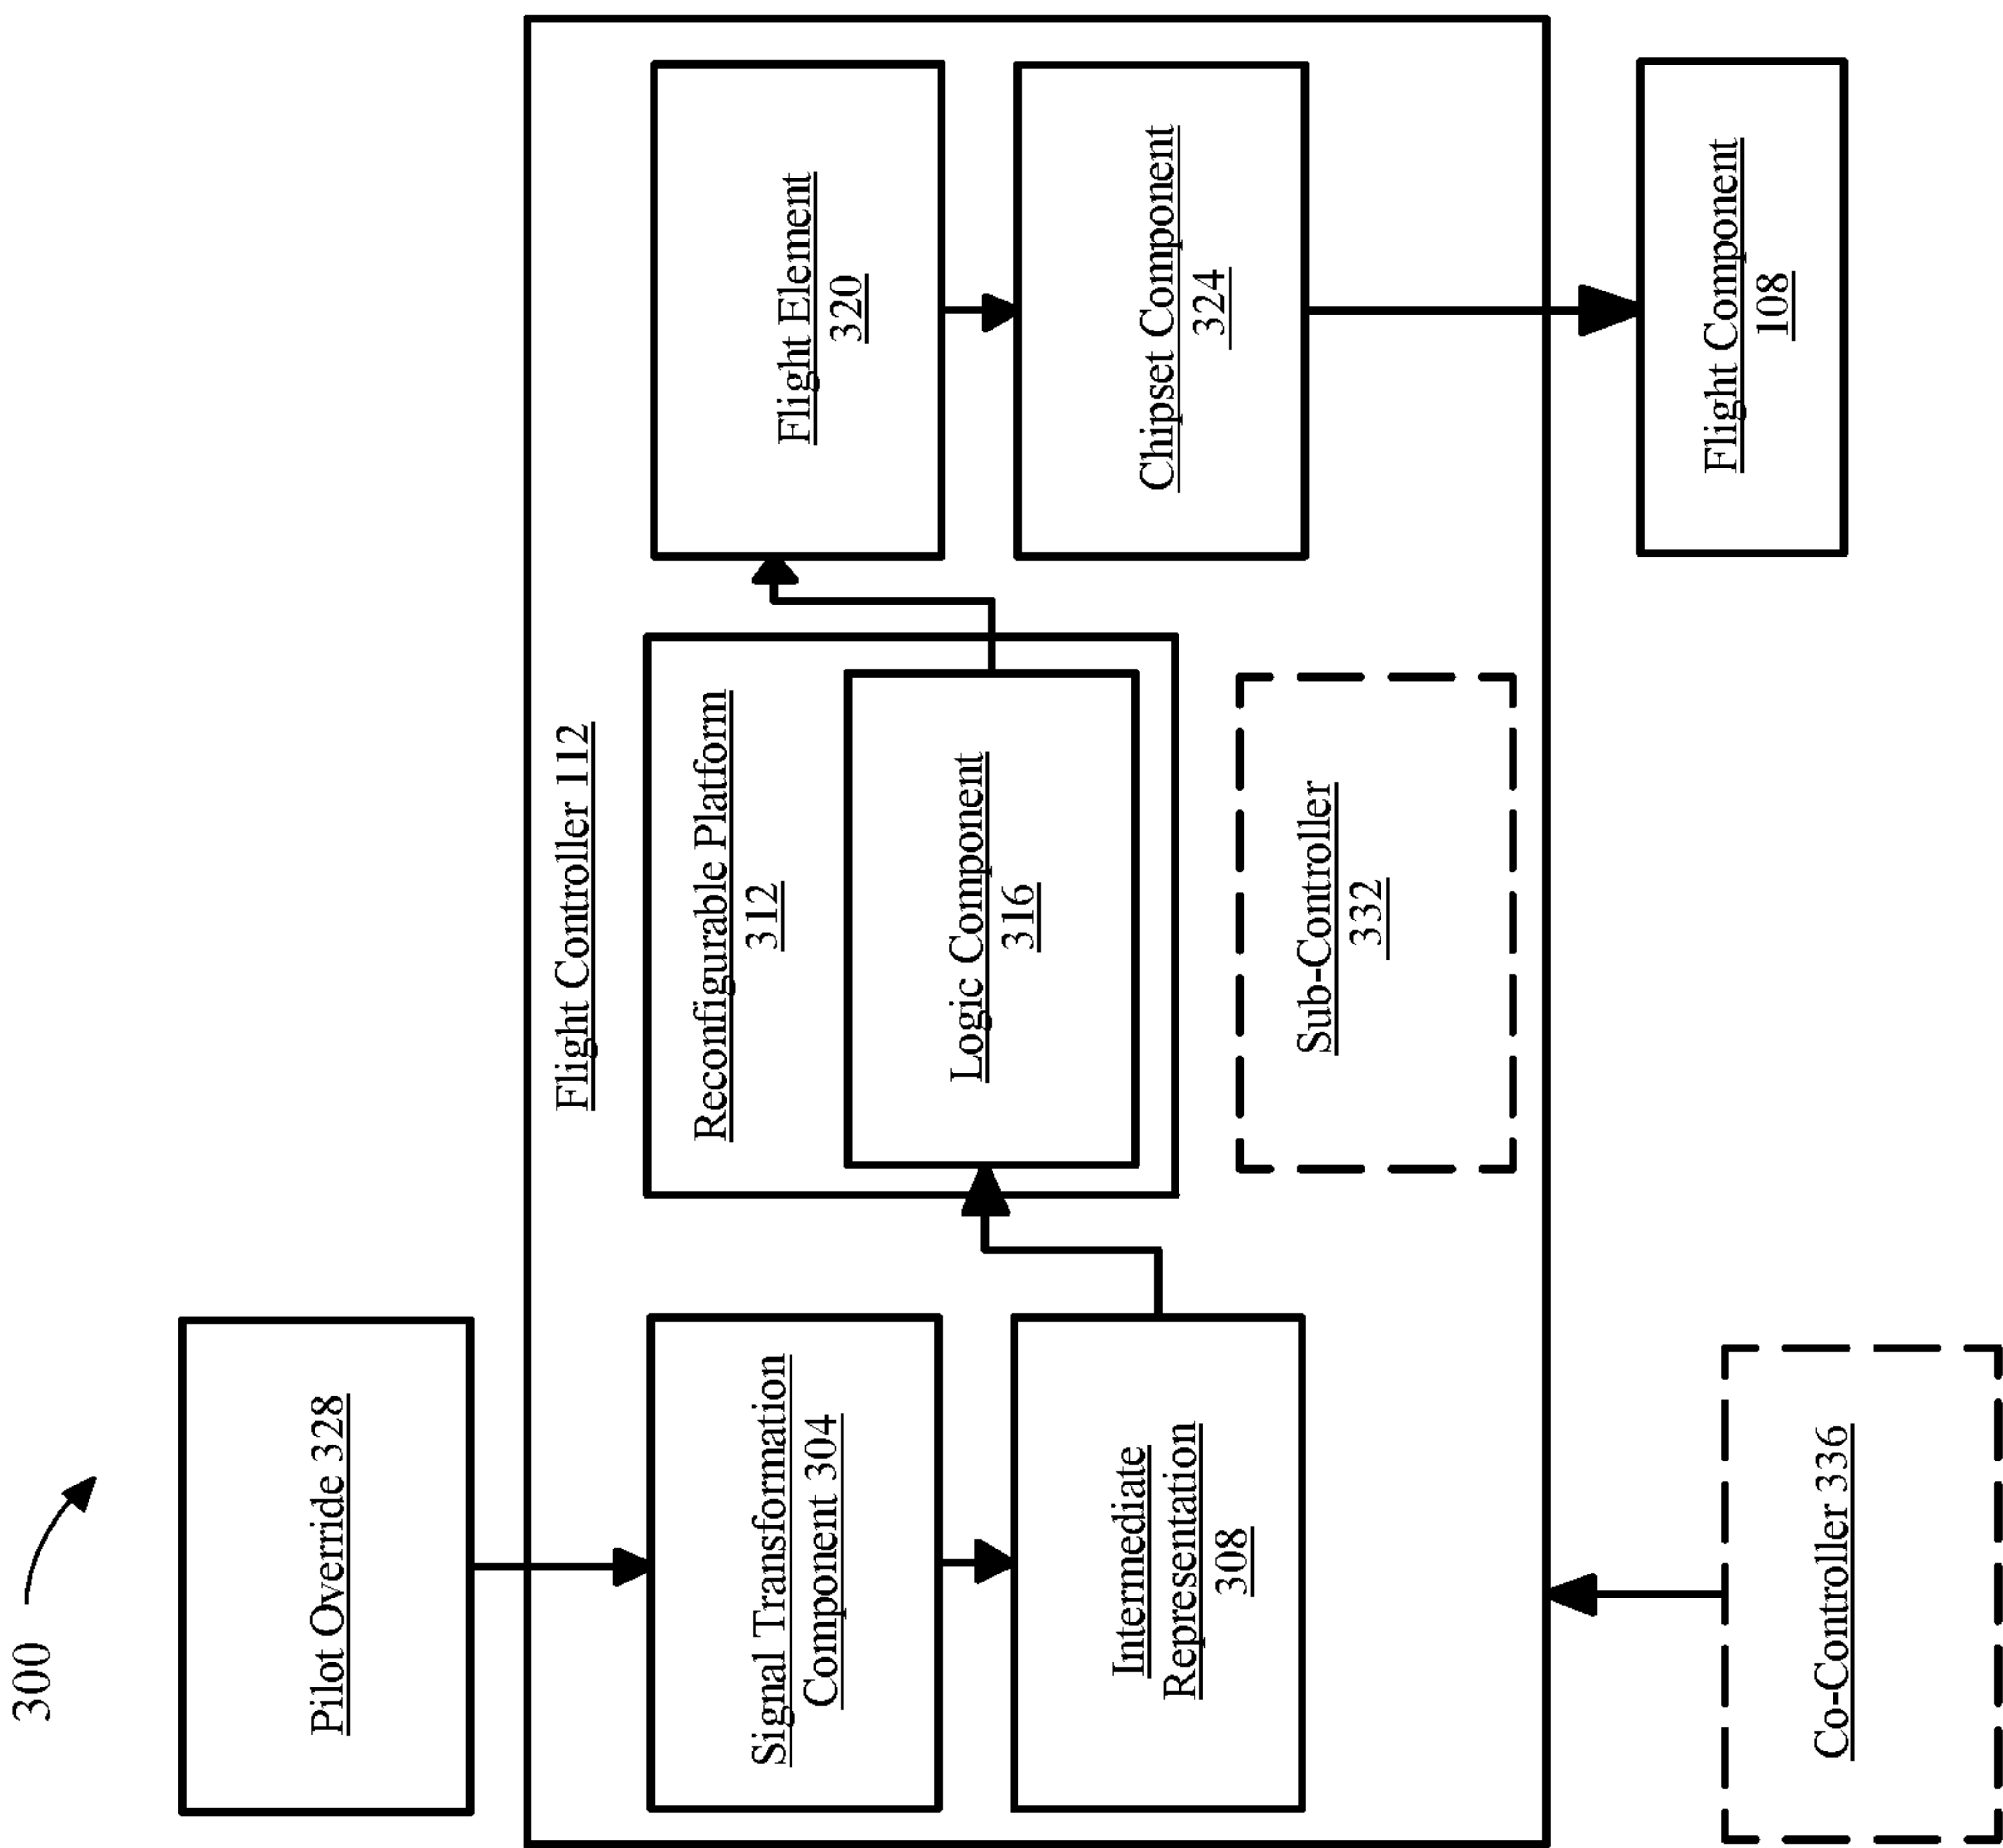 300
Pilot Override 328
Flight Controller 112
Signal Transformation
Component 304
Intermediate
Representation
308
Reconfigurable Platform
312
Logic Component
316
Sub-Controller
332
Flight Element
320
Chipset Component
324
Co-Controller 336
Flight Component
108